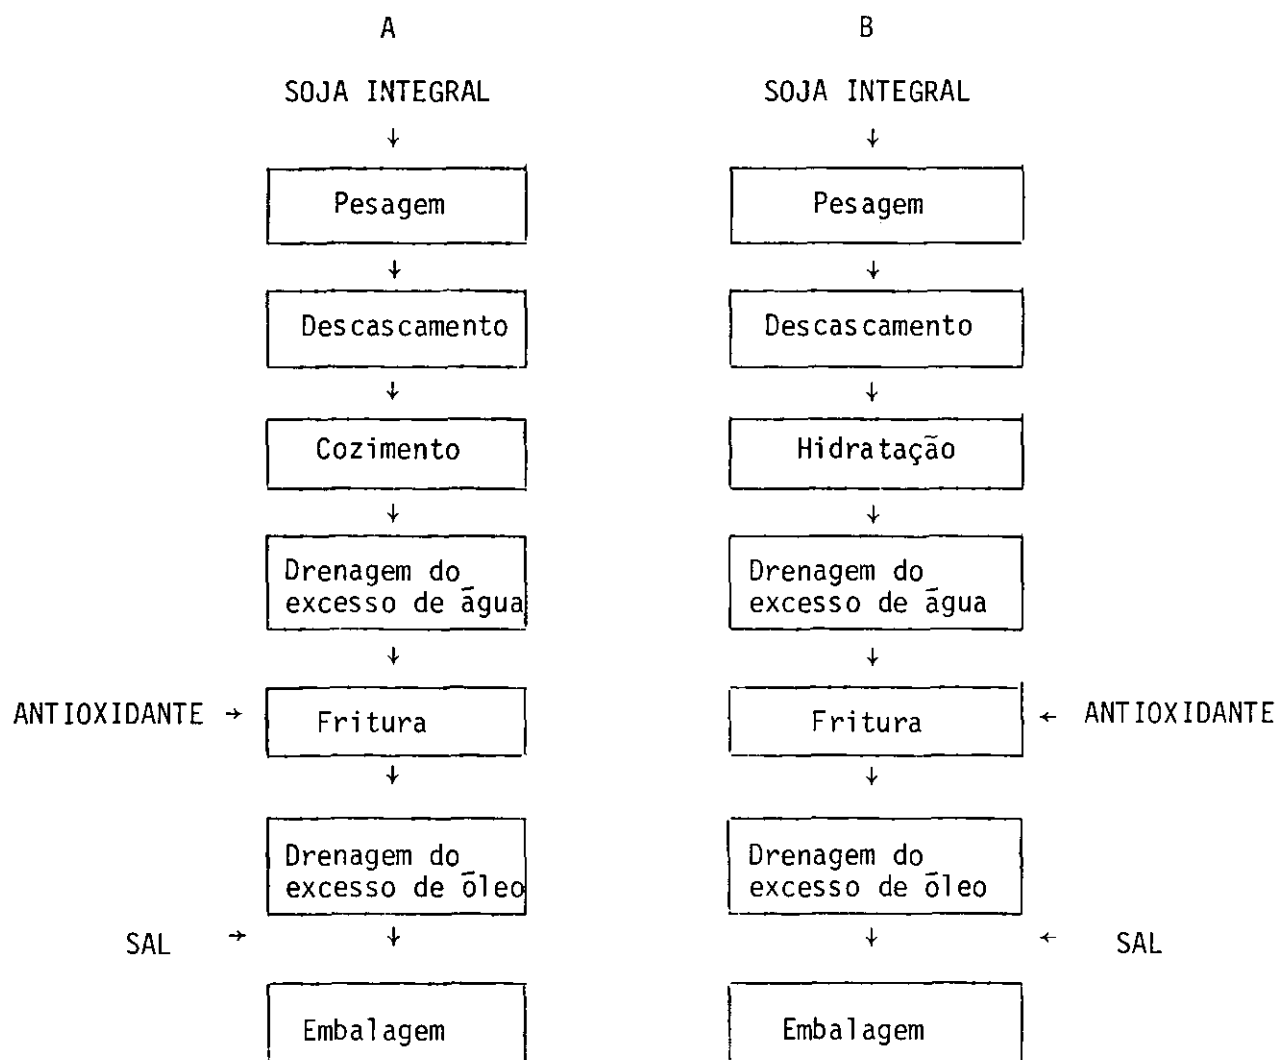 A
SOJA INTEGRAL
↓
Pesagem
↓
Descascamento
↓
Cozimento
↓
Drenagem do
excesso de água
↓
ANTIOXIDANTE →
Fritura
↓
Drenagem do
excesso de óleo
SAL →
↓
Embalagem
B
SOJA INTEGRAL
↓
Pesagem
↓
Descascamento
↓
Hidratação
↓
Drenagem do
excesso de água
↓
Fritura
← ANTIOXIDANTE
↓
Drenagem do
excesso de óleo
↓
← SAL
Embalagem